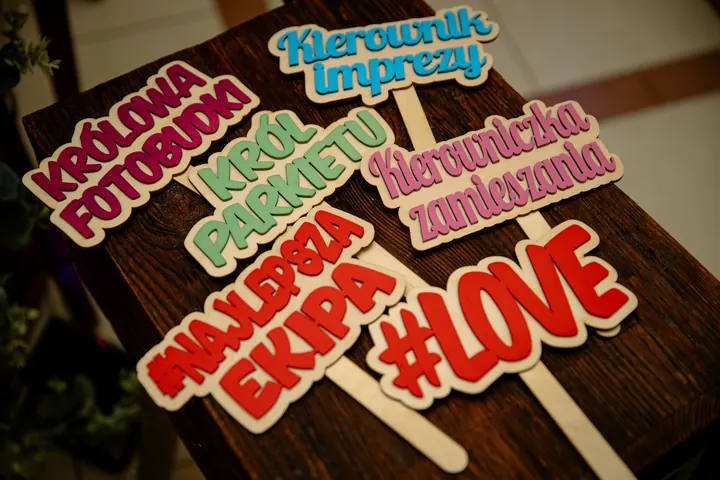 Kierownik
imprezy
KRÓLOWA
FOTOBUDKI
KRÓL
PARKIETU
Kierowniczka
zamieszania
#NAJLEPSZA
EKIPA
#LOVE